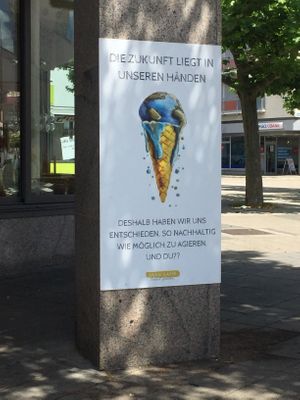 DIE ZUKUNFT LIEGT IN
UNSEREN HÄNDEN
DESHALB HABEN WIR UNS
ENTSCHIEDEN, SO NACHHALTIG
WIE MÖGLICH ZU AGIEREN.
UND DU??